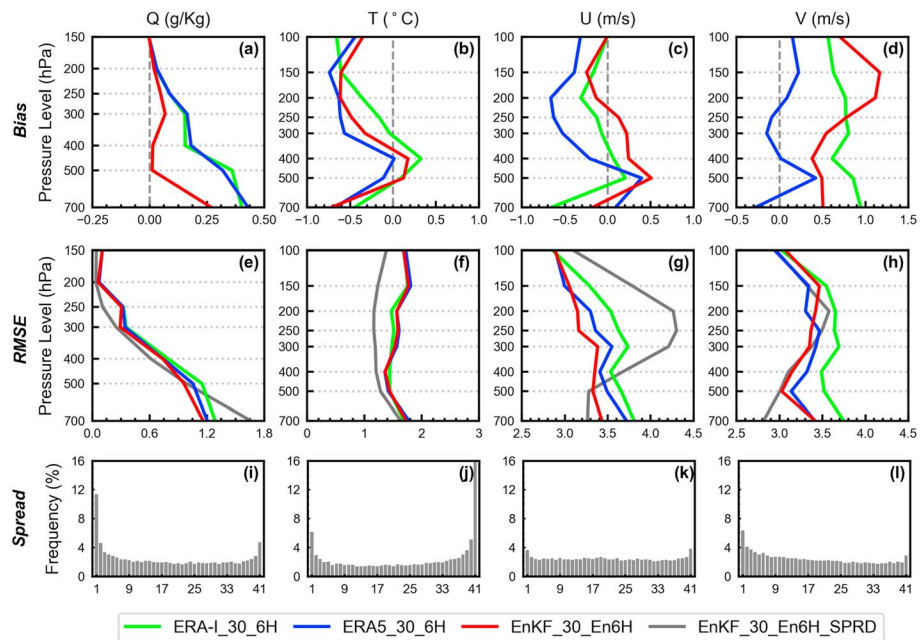 Q (g/Kg) T (°C) U (m/s) V (m/s)
Bias
Pressure Level (hPa)
150 200 250 300 400 500 700
(a)
−0.25 0.00 0.25 0.50
100 150 200 250 300 400 500 700
(b)
−1.0 −0.5 0.0 0.5 1.0
100 150 200 250 300 400 500 700
(c)
−1.0 −0.5 0.0 0.5 1.0
100 150 200 250 300 400 500 700
(d)
−0.5 0.0 0.5 1.0 1.5
RMSE
Pressure Level (hPa)
150 200 250 300 400 500 700
(e)
0.0 0.6 1.2 1.8
100 150 200 250 300 400 500 700
(f)
0 1 2 3
100 150 200 250 300 400 500 700
(g)
2.5 3.0 3.5 4.0 4.5
100 150 200 250 300 400 500 700
(h)
2.5 3.0 3.5 4.0 4.5
Spread
Frequency (%)
16 12 8 4 0
(i)
1 9 17 25 33 41
16 12 8 4 0
(j)
1 9 17 25 33 41
16 12 8 4 0
(k)
1 9 17 25 33 41
16 12 8 4 0
(l)
1 9 17 25 33 41
ERA-I_30_6H ERA5_30_6H EnKF_30_En6H EnKF_30_En6H_SPRD